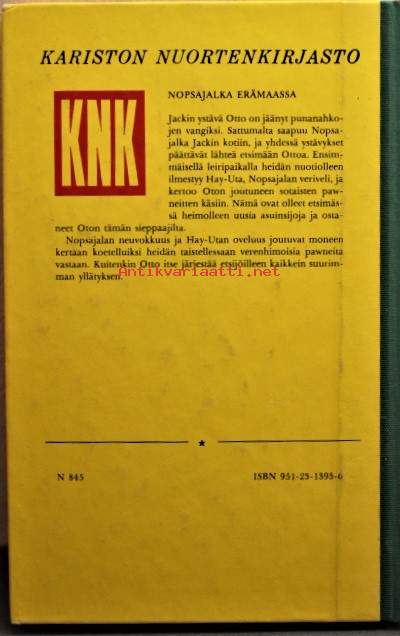 KARISTON NUORTENKIRJASTO
KNK
NOPSAJALKA ERÄMAASSA
Jackin ystävä Otto on jäänyt punanahko-
jen vangiksi. Sattumalta saapuu Nopsa-
jalka Jackin kotiin, ja yhdessä ystävykset
päättävät lähteä etsimään Ottoa. Ensim-
mäisellä leiripaikalla heidän nuotiolleen
ilmestyy Hay-Uta, Nopsajalan veriveli, ja
kertoo Oton joutuneen sotaisten paw-
neitten käsiin. Nämä ovat olleet etsimäs-
sä heimolleen uusia asuinsijoja ja osta-
neet Oton tämän sieppaajilta.
Nopsajalan neuvokkuus ja Hay-Utan oveluus joutuvat moneen
kertaan koetelluiksi heidän taistellessaan verenhimoisia pawneita
vastaan. Kuitenkin Otto itse järjestää etsijöilleen kaikkein suurim-
man yllätyksen.
Antikvariaatti.net
N 845
ISBN 951-23-1393-6